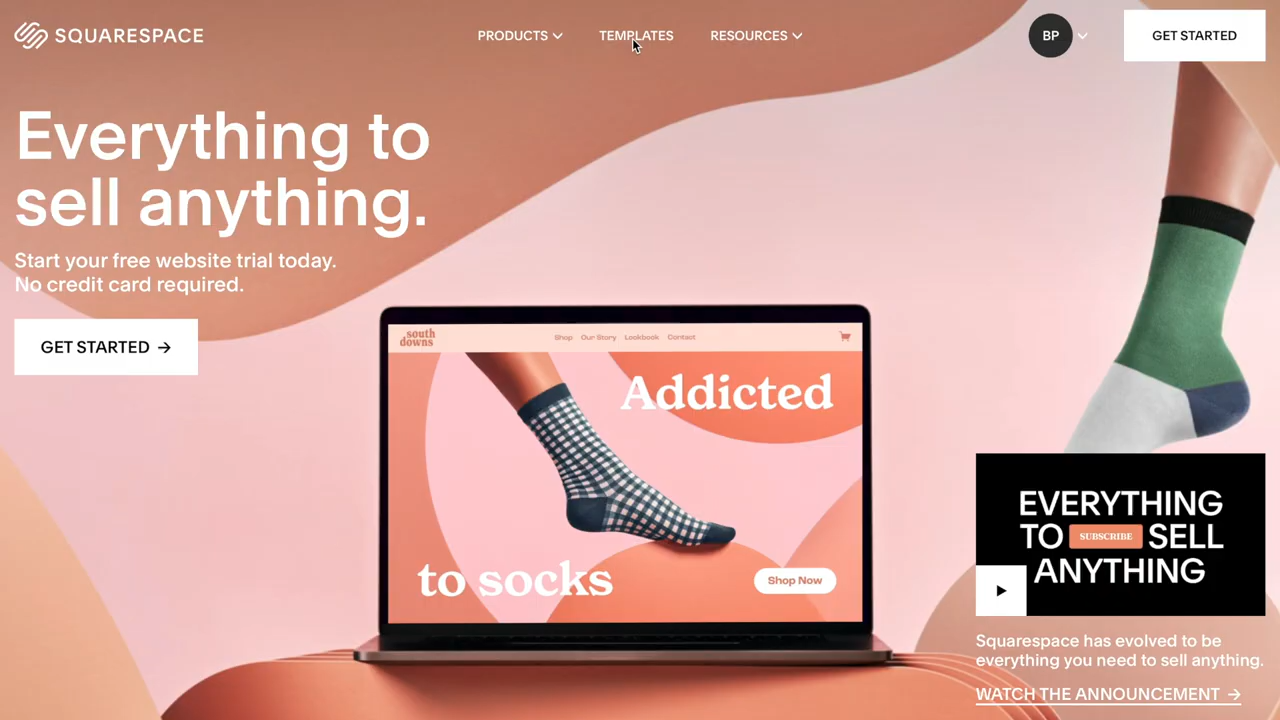 SQUARESPACE
PRODUCTS
TEMPLATES
RESOURCES
BP
GET STARTED
Everything to
sell anything.
Start your free website trial today.
No credit card required.
GET STARTED →
south
downs
Shop
Our Story
Lookbook
Contact
Addicted
to socks
Shop Now
EVERYTHING
TO SUBSCRIBE SELL
ANYTHING
Squarespace has evolved to be
everything you need to sell anything.
WATCH THE ANNOUNCEMENT →